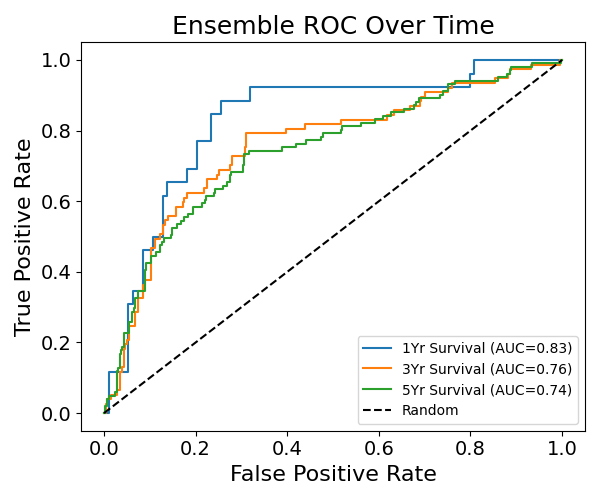 Ensemble ROC Over Time
True Positive Rate
1.0
0.8
0.6
0.4
0.2
0.0
0.0 0.2 0.4 0.6 0.8 1.0
False Positive Rate
1Yr Survival (AUC=0.83)
3Yr Survival (AUC=0.76)
5Yr Survival (AUC=0.74)
Random